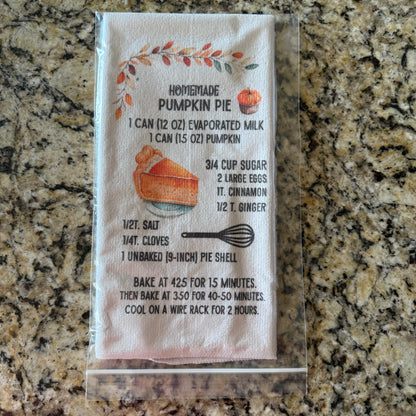 HOMEMADE
PUMPKIN PIE
1 CAN (12 OZ) EVAPORATED MILK
1 CAN (15 OZ) PUMPKIN
3/4 CUP SUGAR
2 LARGE EGGS
1T. CINNAMON
1/2 T. GINGER
1/2T. SALT
1/4T. CLOVES
1 UNBAKED (9-INCH) PIE SHELL
BAKE AT 425 FOR 15 MINUTES.
THEN BAKE AT 350 FOR 40-50 MINUTES.
COOL ON A WIRE RACK FOR 2 HOURS.